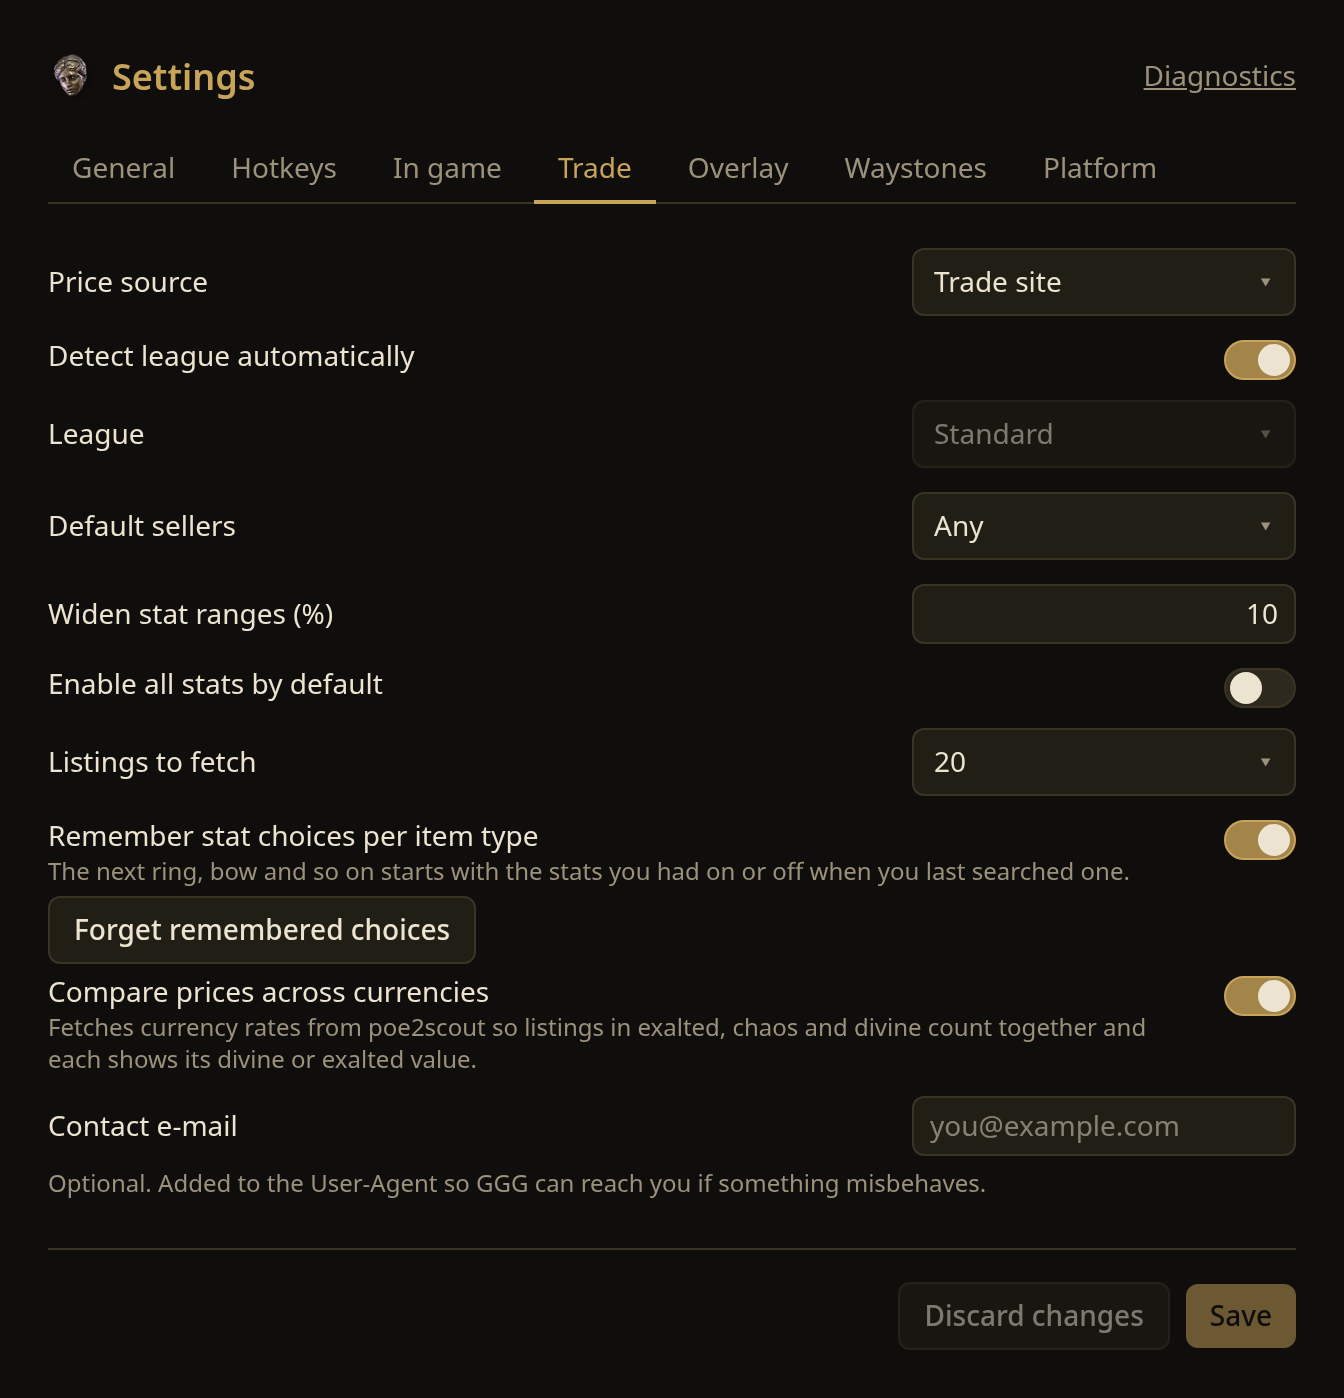 Settings
Diagnostics
General
Hotkeys
In game
Trade
Overlay
Waystones
Platform
Price source
Trade site
Detect league automatically
League
Standard
Default sellers
Any
Widen stat ranges (%)
10
Enable all stats by default
Listings to fetch
20
Remember stat choices per item type
The next ring, bow and so on starts with the stats you had on or off when you last searched one.
Forget remembered choices
Compare prices across currencies
Fetches currency rates from poe2scout so listings in exalted, chaos and divine count together and
each shows its divine or exalted value.
Contact e-mail
you@example.com
Optional. Added to the User-Agent so GGG can reach you if something misbehaves.
Discard changes
Save